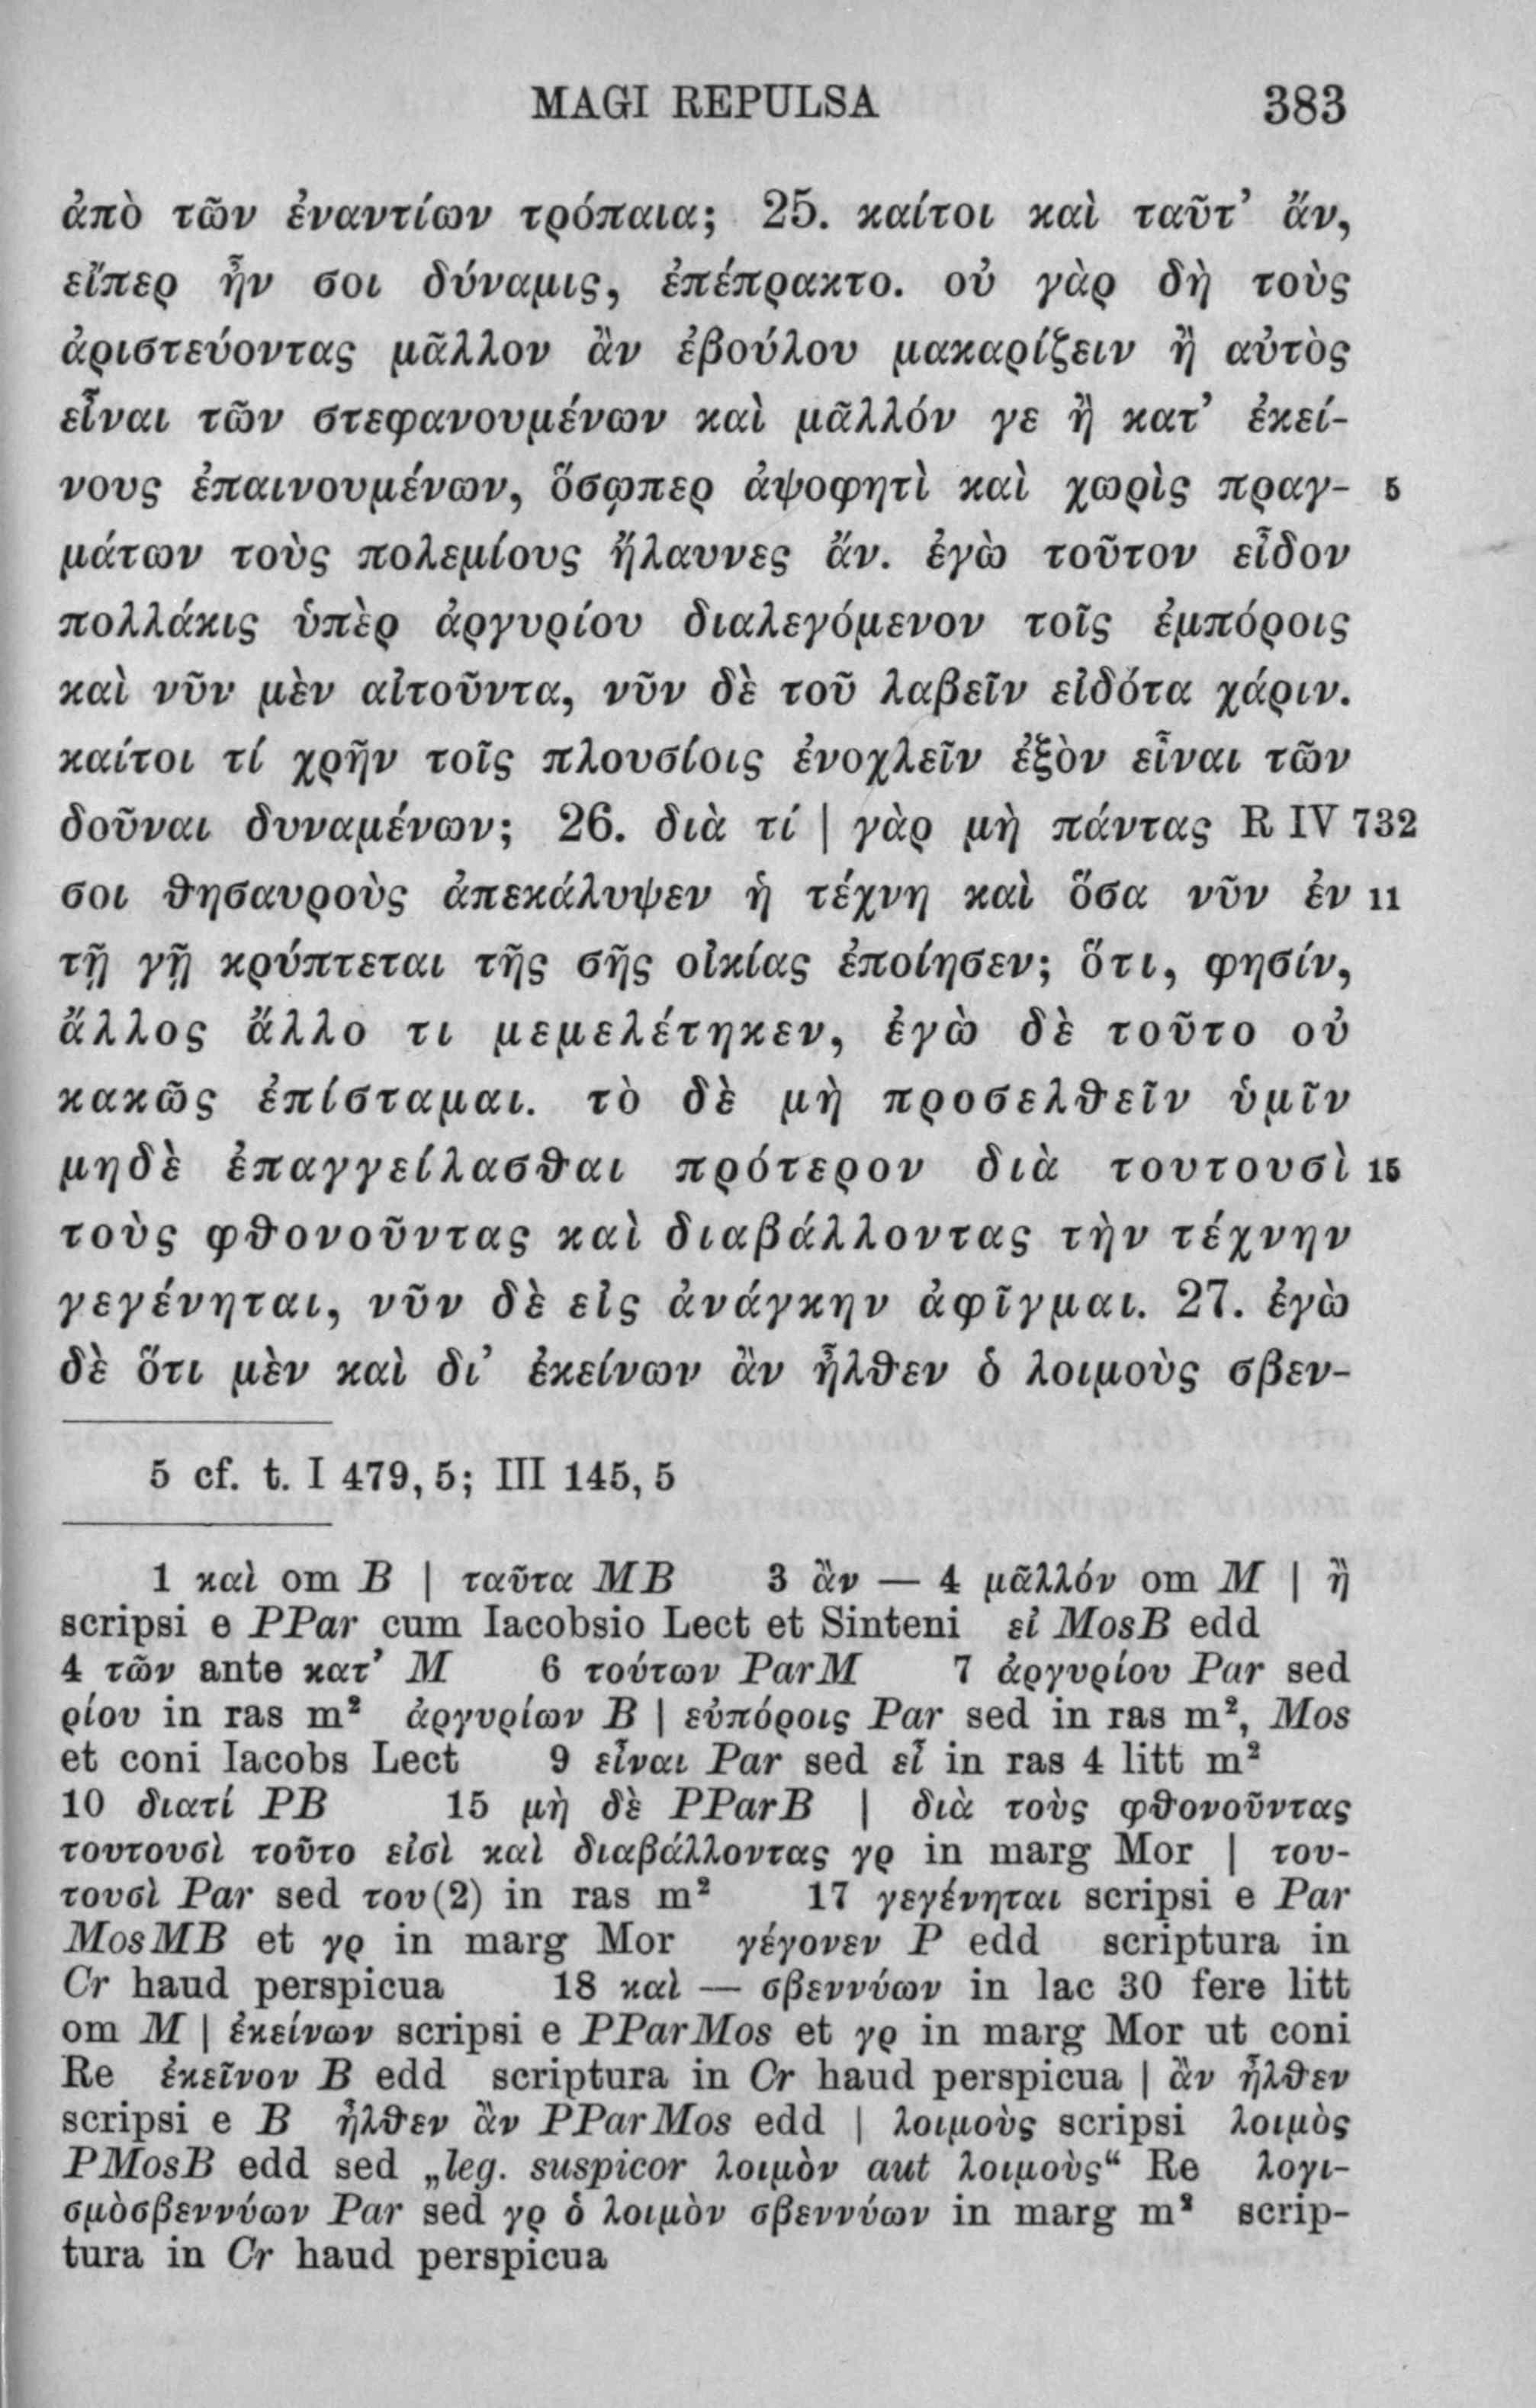 MAGI REPULSA 383
ἀπὸ τῶν ἐναντίων τρόπαια; 25. καίτοι καὶ ταῦτ’ ἄν,
εἴπερ ἦν σοι δύναμις, ἐπέπρακτο. οὐ γὰρ δὴ τοὺς
ἀριστεύοντας μᾶλλον ἂν ἐβούλου μακαρίζειν ἢ αὐτὸς
εἶναι τῶν στεφανουμένων καὶ μᾶλλόν γε ἢ κατ’ ἐκεί-
νους ἐπαινουμένων, ὅσῳπερ ἀψοφητὶ καὶ χωρὶς πραγ- 5
μάτων τοὺς πολεμίους ἤλαυνες ἄν. ἐγὼ τοῦτον εἶδον
πολλάκις ὑπὲρ ἀργυρίου διαλεγόμενον τοῖς ἐμπόροις
καὶ νῦν μὲν αἰτοῦντα, νῦν δὲ τοῦ λαβεῖν εἰδότα χάριν.
καίτοι τί χρῆν τοῖς πλουσίοις ἐνοχλεῖν ἐξὸν εἶναι τῶν
δοῦναι δυναμένων; 26. διὰ τί | γὰρ μὴ πάντας R IV 732
σοι θησαυροὺς ἀπεκάλυψεν ἡ τέχνη καὶ ὅσα νῦν ἐν 11
τῇ γῇ κρύπτεται τῆς σῆς οἰκίας ἐποίησεν; ὅτι, φησίν,
ἄλλος ἄλλο τι μεμελέτηκεν, ἐγὼ δὲ τοῦτο οὐ
κακῶς ἐπίσταμαι. τὸ δὲ μὴ προσελθεῖν ὑμῖν
μηδὲ ἐπαγγείλασθαι πρότερον διὰ τουτουσὶ 15
τοὺς φθονοῦντας καὶ διαβάλλοντας τὴν τέχνην
γεγένηται, νῦν δὲ εἰς ἀνάγκην ἀφῖγμαι. 27. ἐγὼ
δὲ ὅτι μὲν καὶ δι’ ἐκείνων ἂν ἦλθεν ὁ λοιμοὺς σβεν-
5 cf. t. I 479, 5; III 145, 5
1 καὶ om B | ταῦτα MB 3 ἂν — 4 μᾶλλόν om M | ἢ
scripsi e PPar cum Iacobsio Lect et Sinteni εἰ MosB edd
4 τῶν ante κατ’ M 6 τούτων ParM 7 ἀργυρίου Par sed
ρίου in ras m² ἀργυρίων B | εὐπόροις Par sed in ras m², Mos
et coni Iacobs Lect 9 εἶναι Par sed εἶ in ras 4 litt m²
10 διατί PB 15 μὴ δὲ PParB | διὰ τοὺς φθονοῦντας
τουτουσὶ τοῦτο εἰσὶ καὶ διαβάλλοντας γρ in marg Mor | του-
τουσὶ Par sed του(2) in ras m² 17 γεγένηται scripsi e Par
MosMB et γρ in marg Mor γέγονεν P edd scriptura in
Cr haud perspicua 18 καὶ — σβεννύων in lac 30 fere litt
om M | ἐκείνων scripsi e PParMos et γρ in marg Mor ut coni
Re ἐκεῖνον B edd scriptura in Cr haud perspicua | ἂν ἦλθεν
scripsi e B ἦλθεν ἂν PParMos edd | λοιμοὺς scripsi λοιμὸς
PMosB edd sed „leg. suspicor λοιμὸν aut λοιμοὺς“ Re λογι-
σμὸσβεννύων Par sed γρ ὁ λοιμὸν σβεννύων in marg m² scrip-
tura in Cr haud perspicua